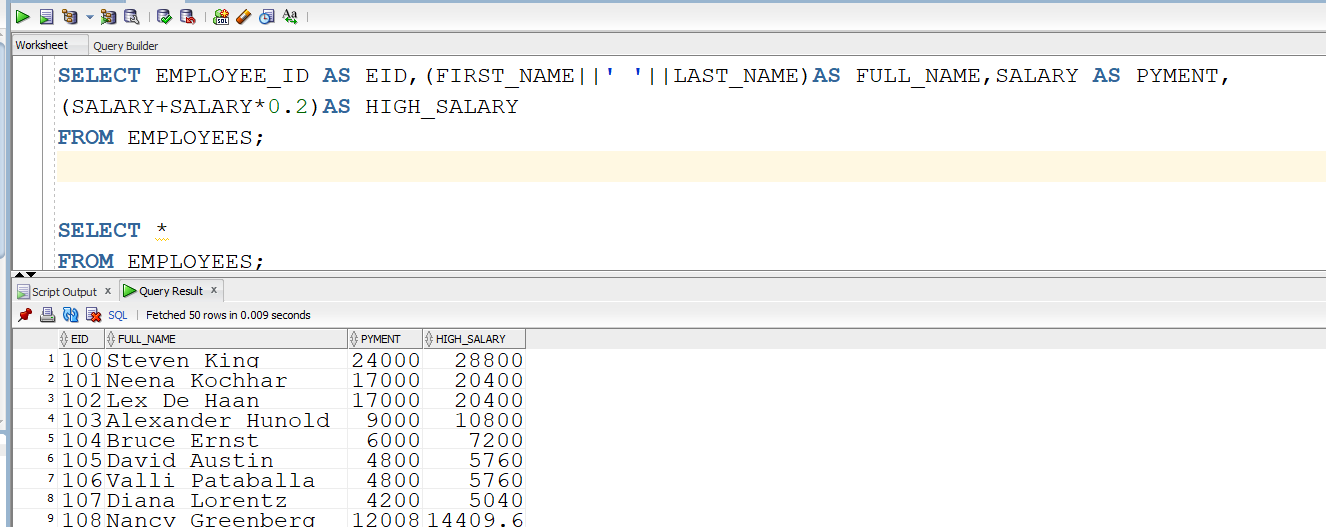 Worksheet Query Builder
SELECT EMPLOYEE_ID AS EID,(FIRST_NAME||' '||LAST_NAME)AS FULL_NAME,SALARY AS PYMENT,
(SALARY+SALARY*0.2)AS HIGH_SALARY
FROM EMPLOYEES;
SELECT *
FROM EMPLOYEES;
Script Output x Query Result x
SQL | Fetched 50 rows in 0.009 seconds
EID FULL_NAME PYMENT HIGH_SALARY
1 100 Steven King 24000 28800
2 101 Neena Kochhar 17000 20400
3 102 Lex De Haan 17000 20400
4 103 Alexander Hunold 9000 10800
5 104 Bruce Ernst 6000 7200
6 105 David Austin 4800 5760
7 106 Valli Pataballa 4800 5760
8 107 Diana Lorentz 4200 5040
9 108 Nancy Greenberg 12008 14409.6